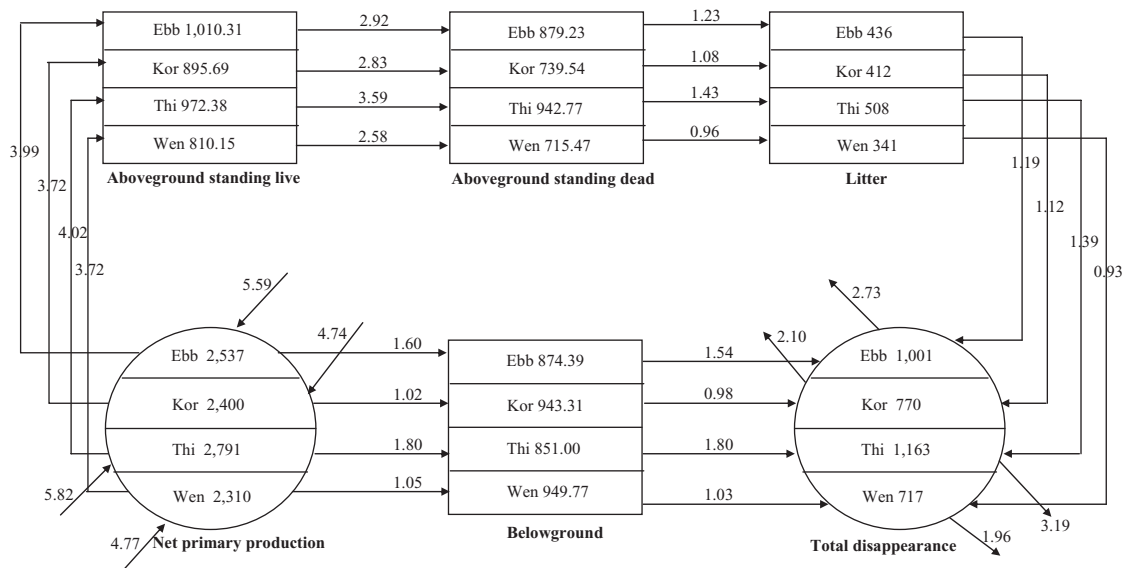 2.92
1.23
Ebb 1,010.31
Ebb 879.23
Ebb 436
2.83
1.08
Kor 895.69
Kor 739.54
Kor 412
3.59
1.43
Thi 972.38
Thi 942.77
Thi 508
2.58
0.96
Wen 810.15
Wen 715.47
Wen 341
Aboveground standing live
Aboveground standing dead
Litter
3.99
3.72
4.02
3.72
1.19
1.12
1.39
0.93
5.59
4.74
2.73
2.10
Ebb 2,537
1.60
Ebb 874.39
1.54
Ebb 1,001
Kor 2,400
1.02
Kor 943.31
0.98
Kor 770
Thi 2,791
1.80
Thi 851.00
1.80
Thi 1,163
Wen 2,310
1.05
Wen 949.77
1.03
Wen 717
5.82
4.77
3.19
1.96
Net primary production
Belowground
Total disappearance